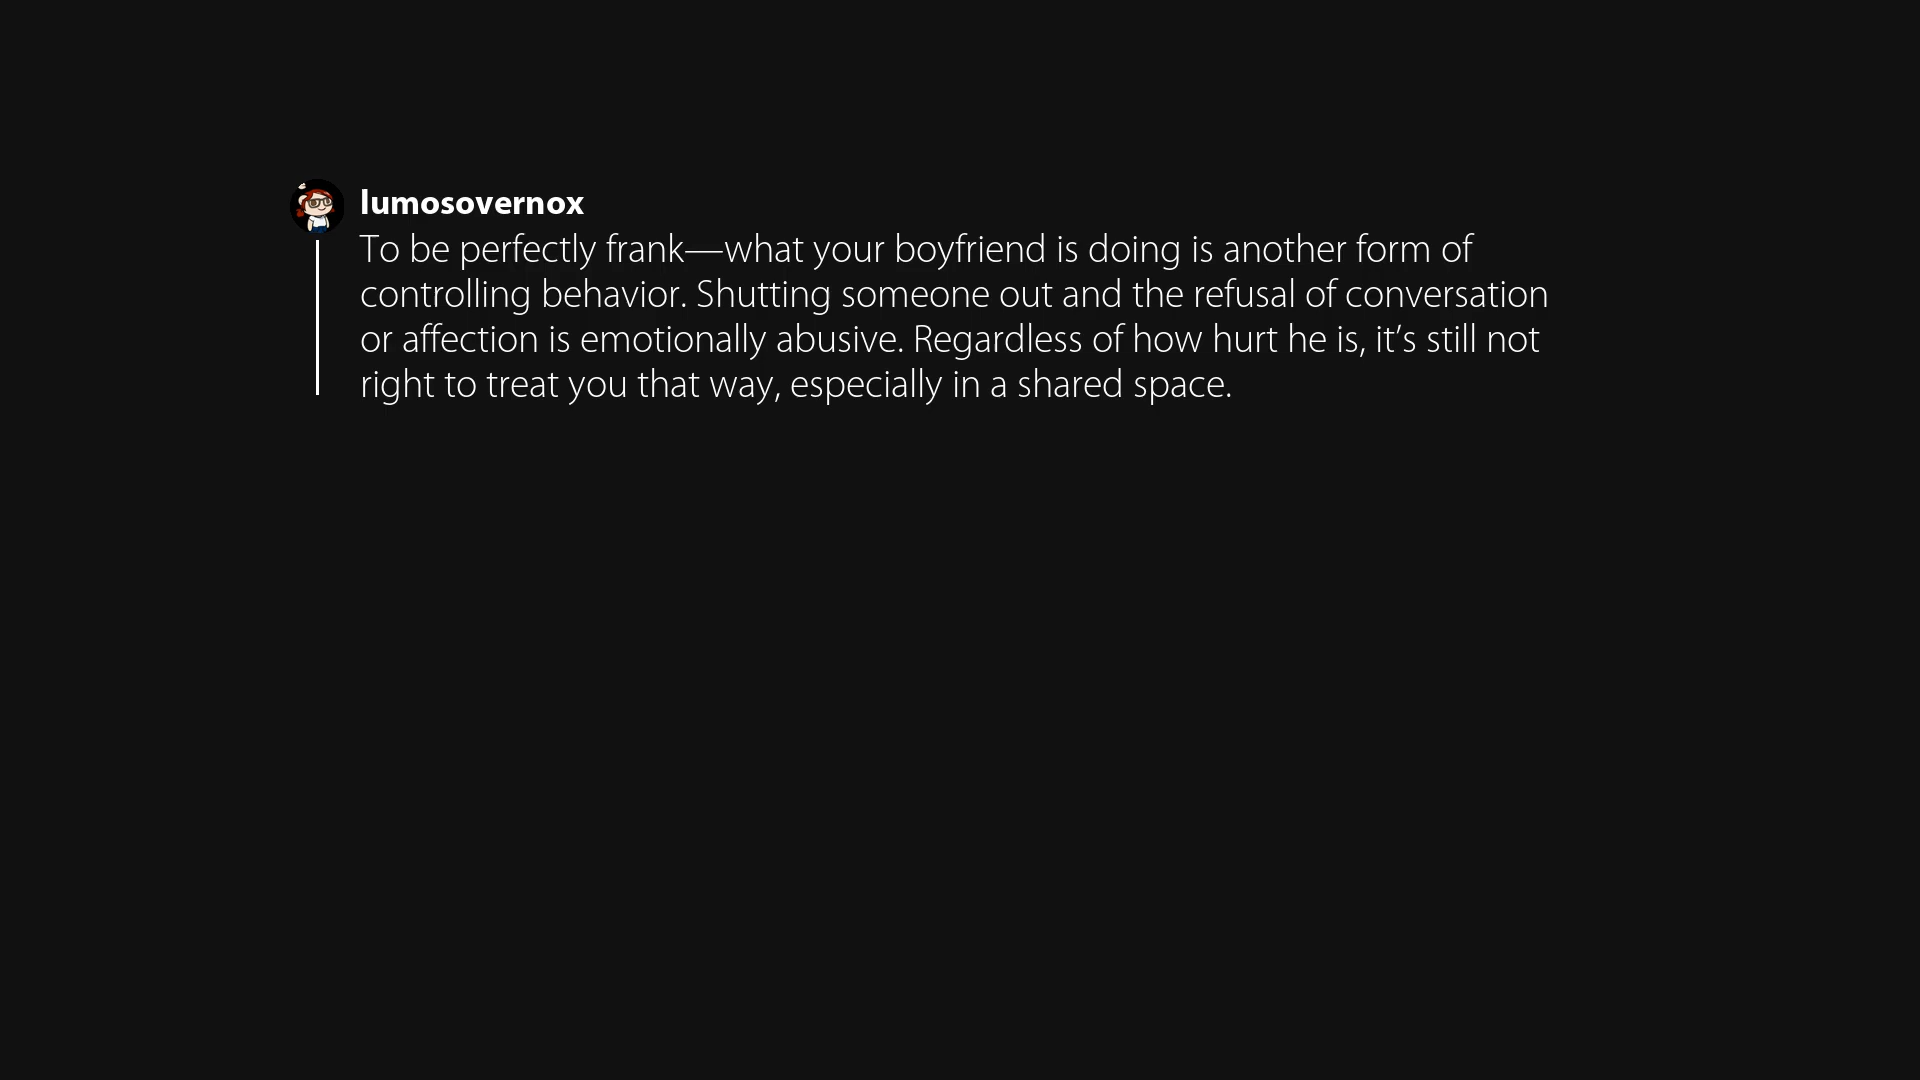 lumosovernox
To be perfectly frank—what your boyfriend is doing is another form of
controlling behavior. Shutting someone out and the refusal of conversation
or affection is emotionally abusive. Regardless of how hurt he is, it’s still not
right to treat you that way, especially in a shared space.